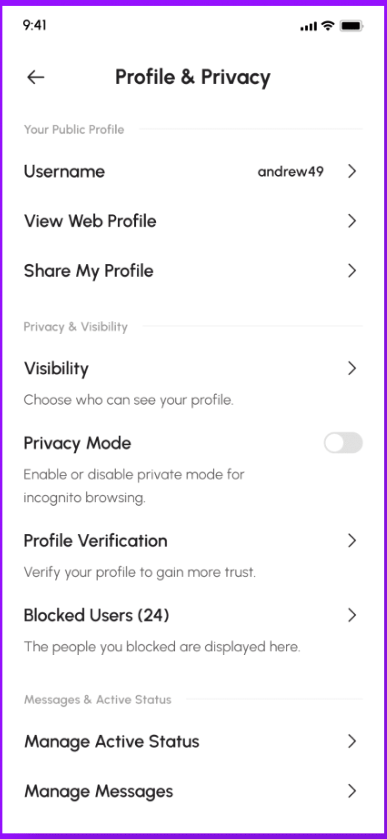 9:41
Profile & Privacy
Your Public Profile
Username andrew49
View Web Profile
Share My Profile
Privacy & Visibility
Visibility
Choose who can see your profile.
Privacy Mode
Enable or disable private mode for
incognito browsing.
Profile Verification
Verify your profile to gain more trust.
Blocked Users (24)
The people you blocked are displayed here.
Messages & Active Status
Manage Active Status
Manage Messages